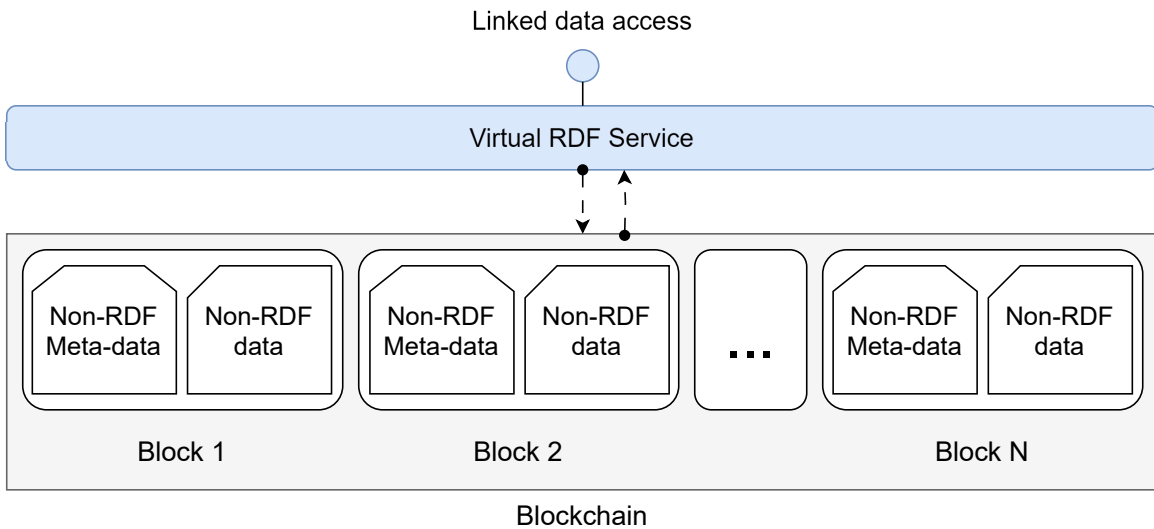 Linked data access
Virtual RDF Service
Non-RDF
Meta-data
Non-RDF
data
Non-RDF
Meta-data
Non-RDF
data
...
Non-RDF
Meta-data
Non-RDF
data
Block 1
Block 2
Block N
Blockchain